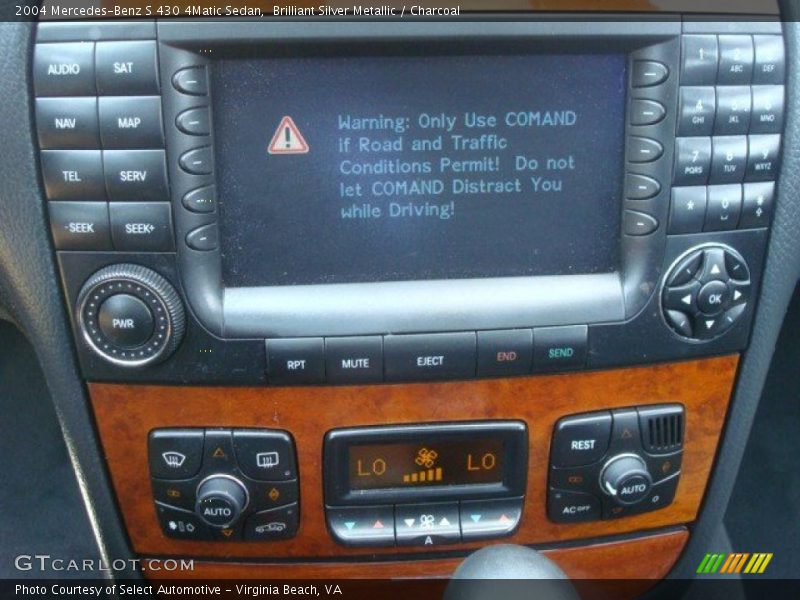 2004 Mercedes-Benz S 430 4Matic Sedan,  Brilliant Silver Metallic / Charcoal
AUDIO SAT
NAV MAP
TEL SERV
-SEEK SEEK+
PWR
Warning: Only Use COMAND
if Road and Traffic
Conditions Permit!  Do not
let COMAND Distract You
while Driving!
1 2 ABC 3 DEF
4 GHI 5 JKL 6 MNO
7 PQRS 8 TUV 9 WXYZ
* 0 #
OK
RPT MUTE EJECT END SEND
AUTO
LO LO
A
REST
AUTO
AC OFF O
GTCARLOT.COM
Photo Courtesy of Select Automotive - Virginia Beach, VA